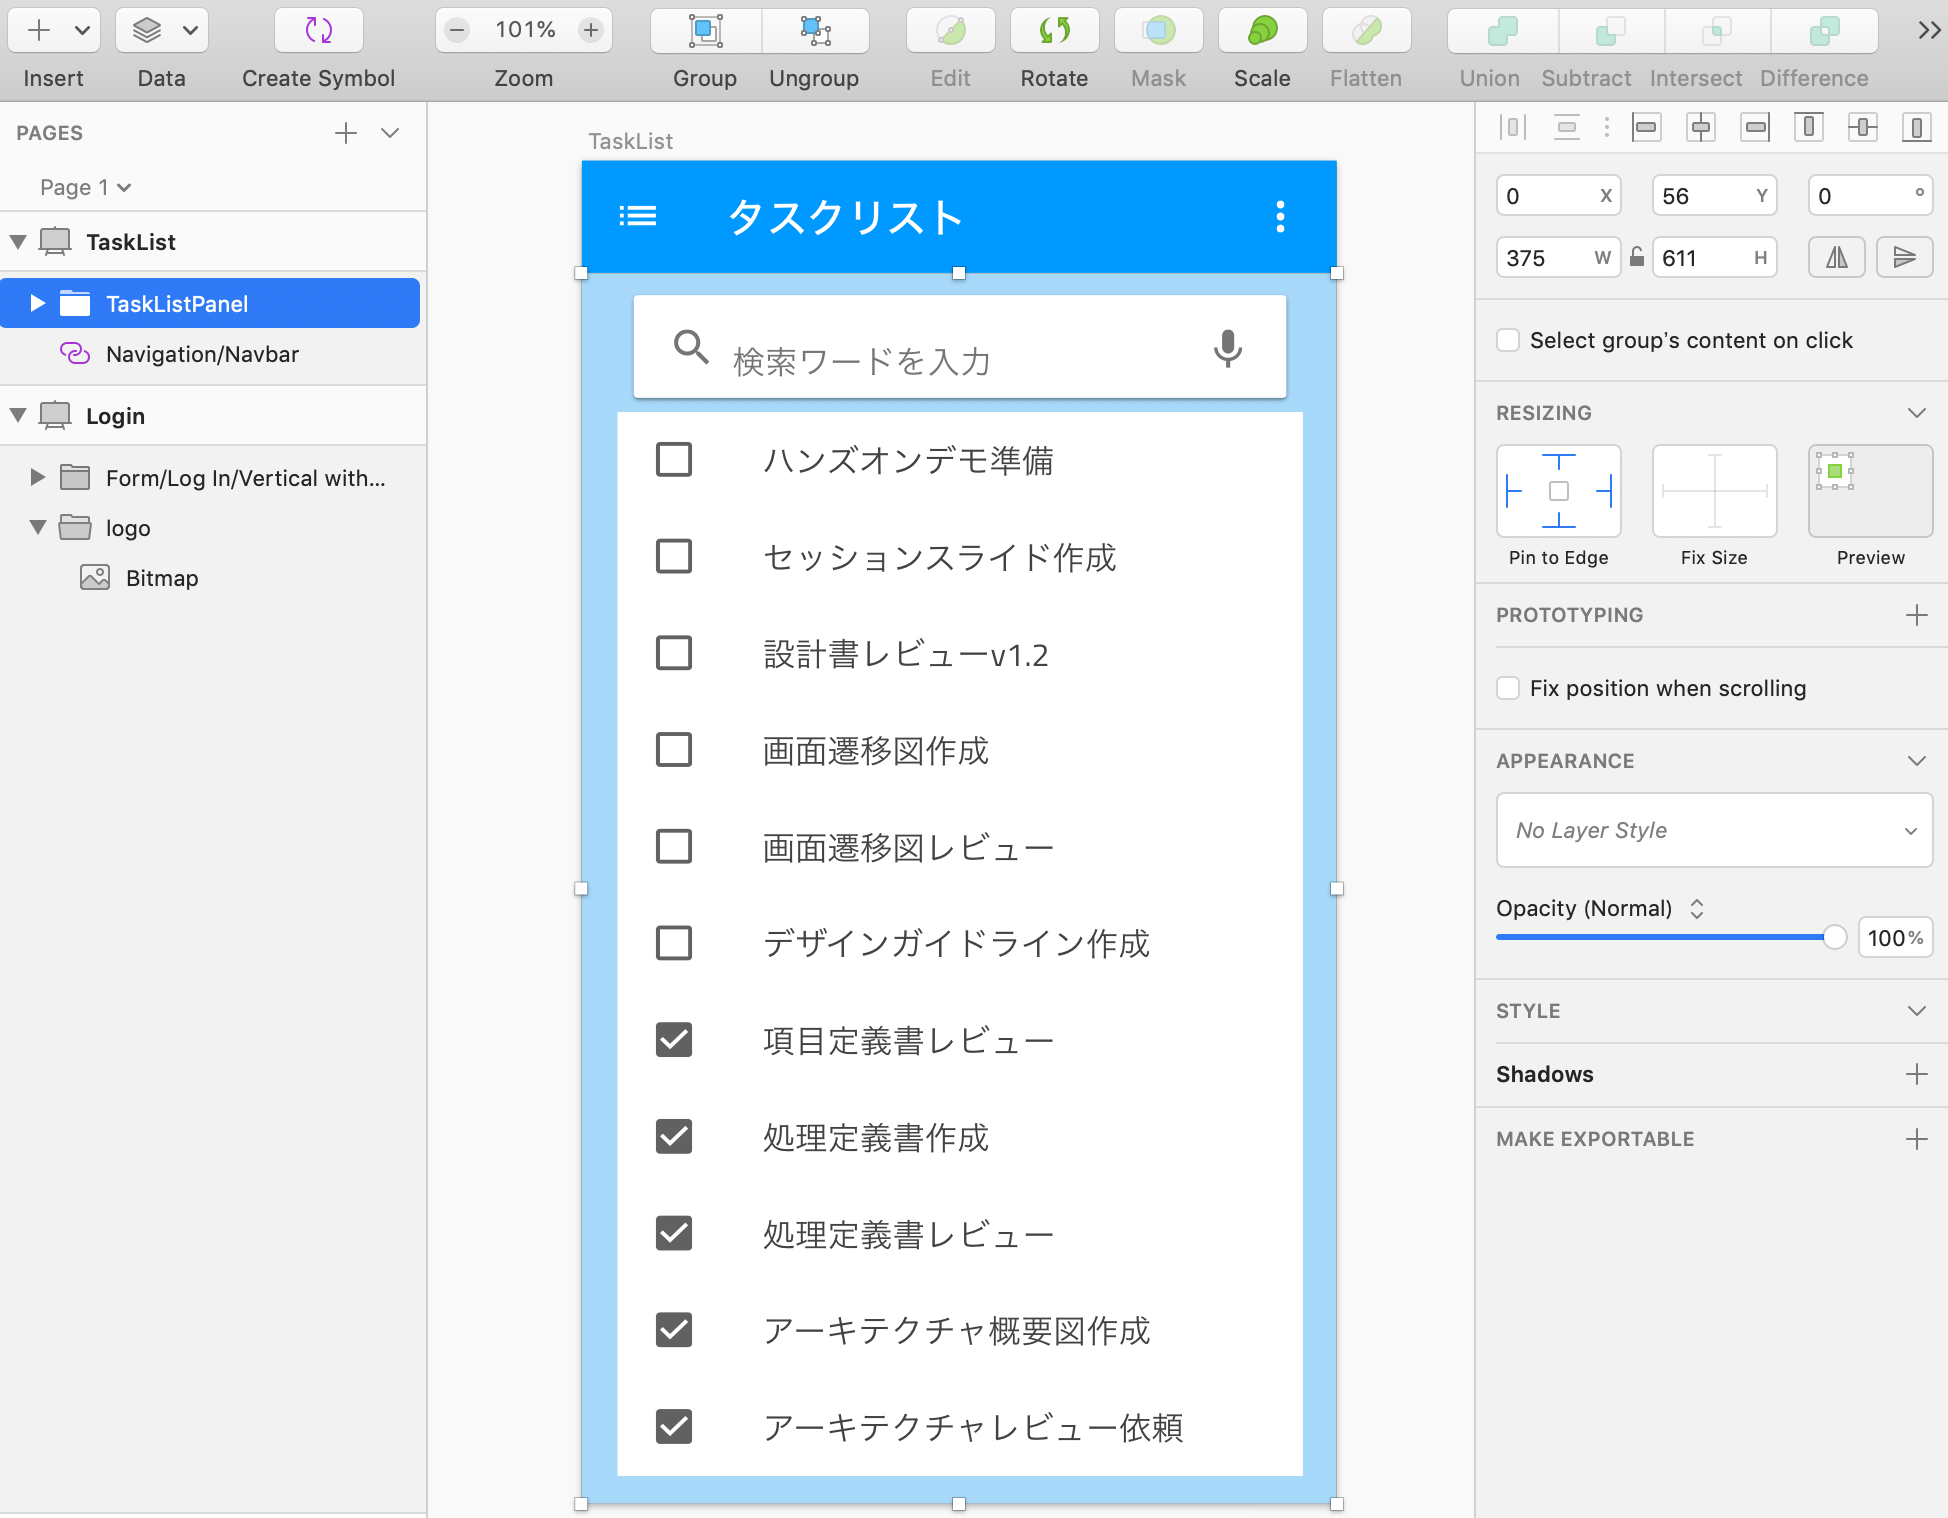 101%
Insert
Data
Create Symbol
Zoom
Group
Ungroup
Edit
Rotate
Mask
Scale
Flatten
Union
Subtract
Intersect
Difference
PAGES
Page 1
TaskList
TaskListPanel
Navigation/Navbar
Login
Form/Log In/Vertical with...
logo
Bitmap
TaskList
タスクリスト
検索ワードを入力
ハンズオンデモ準備
セッションスライド作成
設計書レビューv1.2
画面遷移図作成
画面遷移図レビュー
デザインガイドライン作成
項目定義書レビュー
処理定義書作成
処理定義書レビュー
アーキテクチャ概要図作成
アーキテクチャレビュー依頼
0 X
56 Y
0 °
375 W
611 H
Select group's content on click
RESIZING
Pin to Edge
Fix Size
Preview
PROTOTYPING
Fix position when scrolling
APPEARANCE
No Layer Style
Opacity (Normal)
100%
STYLE
Shadows
MAKE EXPORTABLE